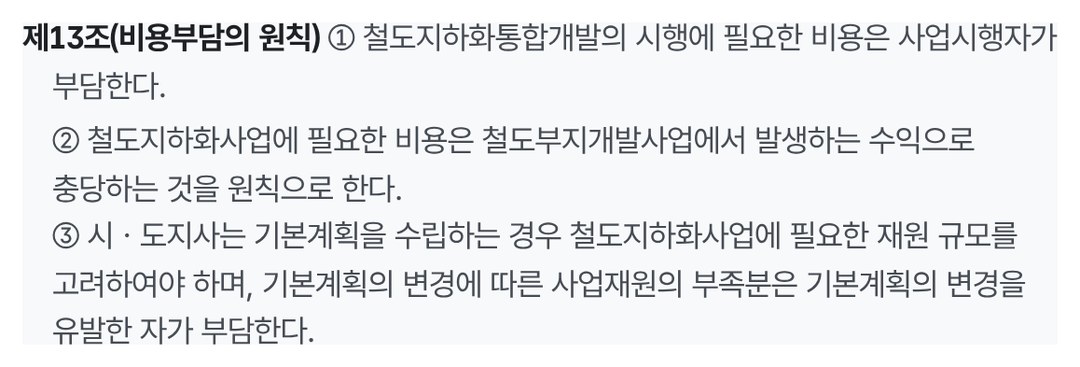 제13조(비용부담의 원칙) ① 철도지하화통합개발의 시행에 필요한 비용은 사업시행자가
부담한다.
② 철도지하화사업에 필요한 비용은 철도부지개발사업에서 발생하는 수익으로
충당하는 것을 원칙으로 한다.
③ 시ㆍ도지사는 기본계획을 수립하는 경우 철도지하화사업에 필요한 재원 규모를
고려하여야 하며, 기본계획의 변경에 따른 사업재원의 부족분은 기본계획의 변경을
유발한 자가 부담한다.